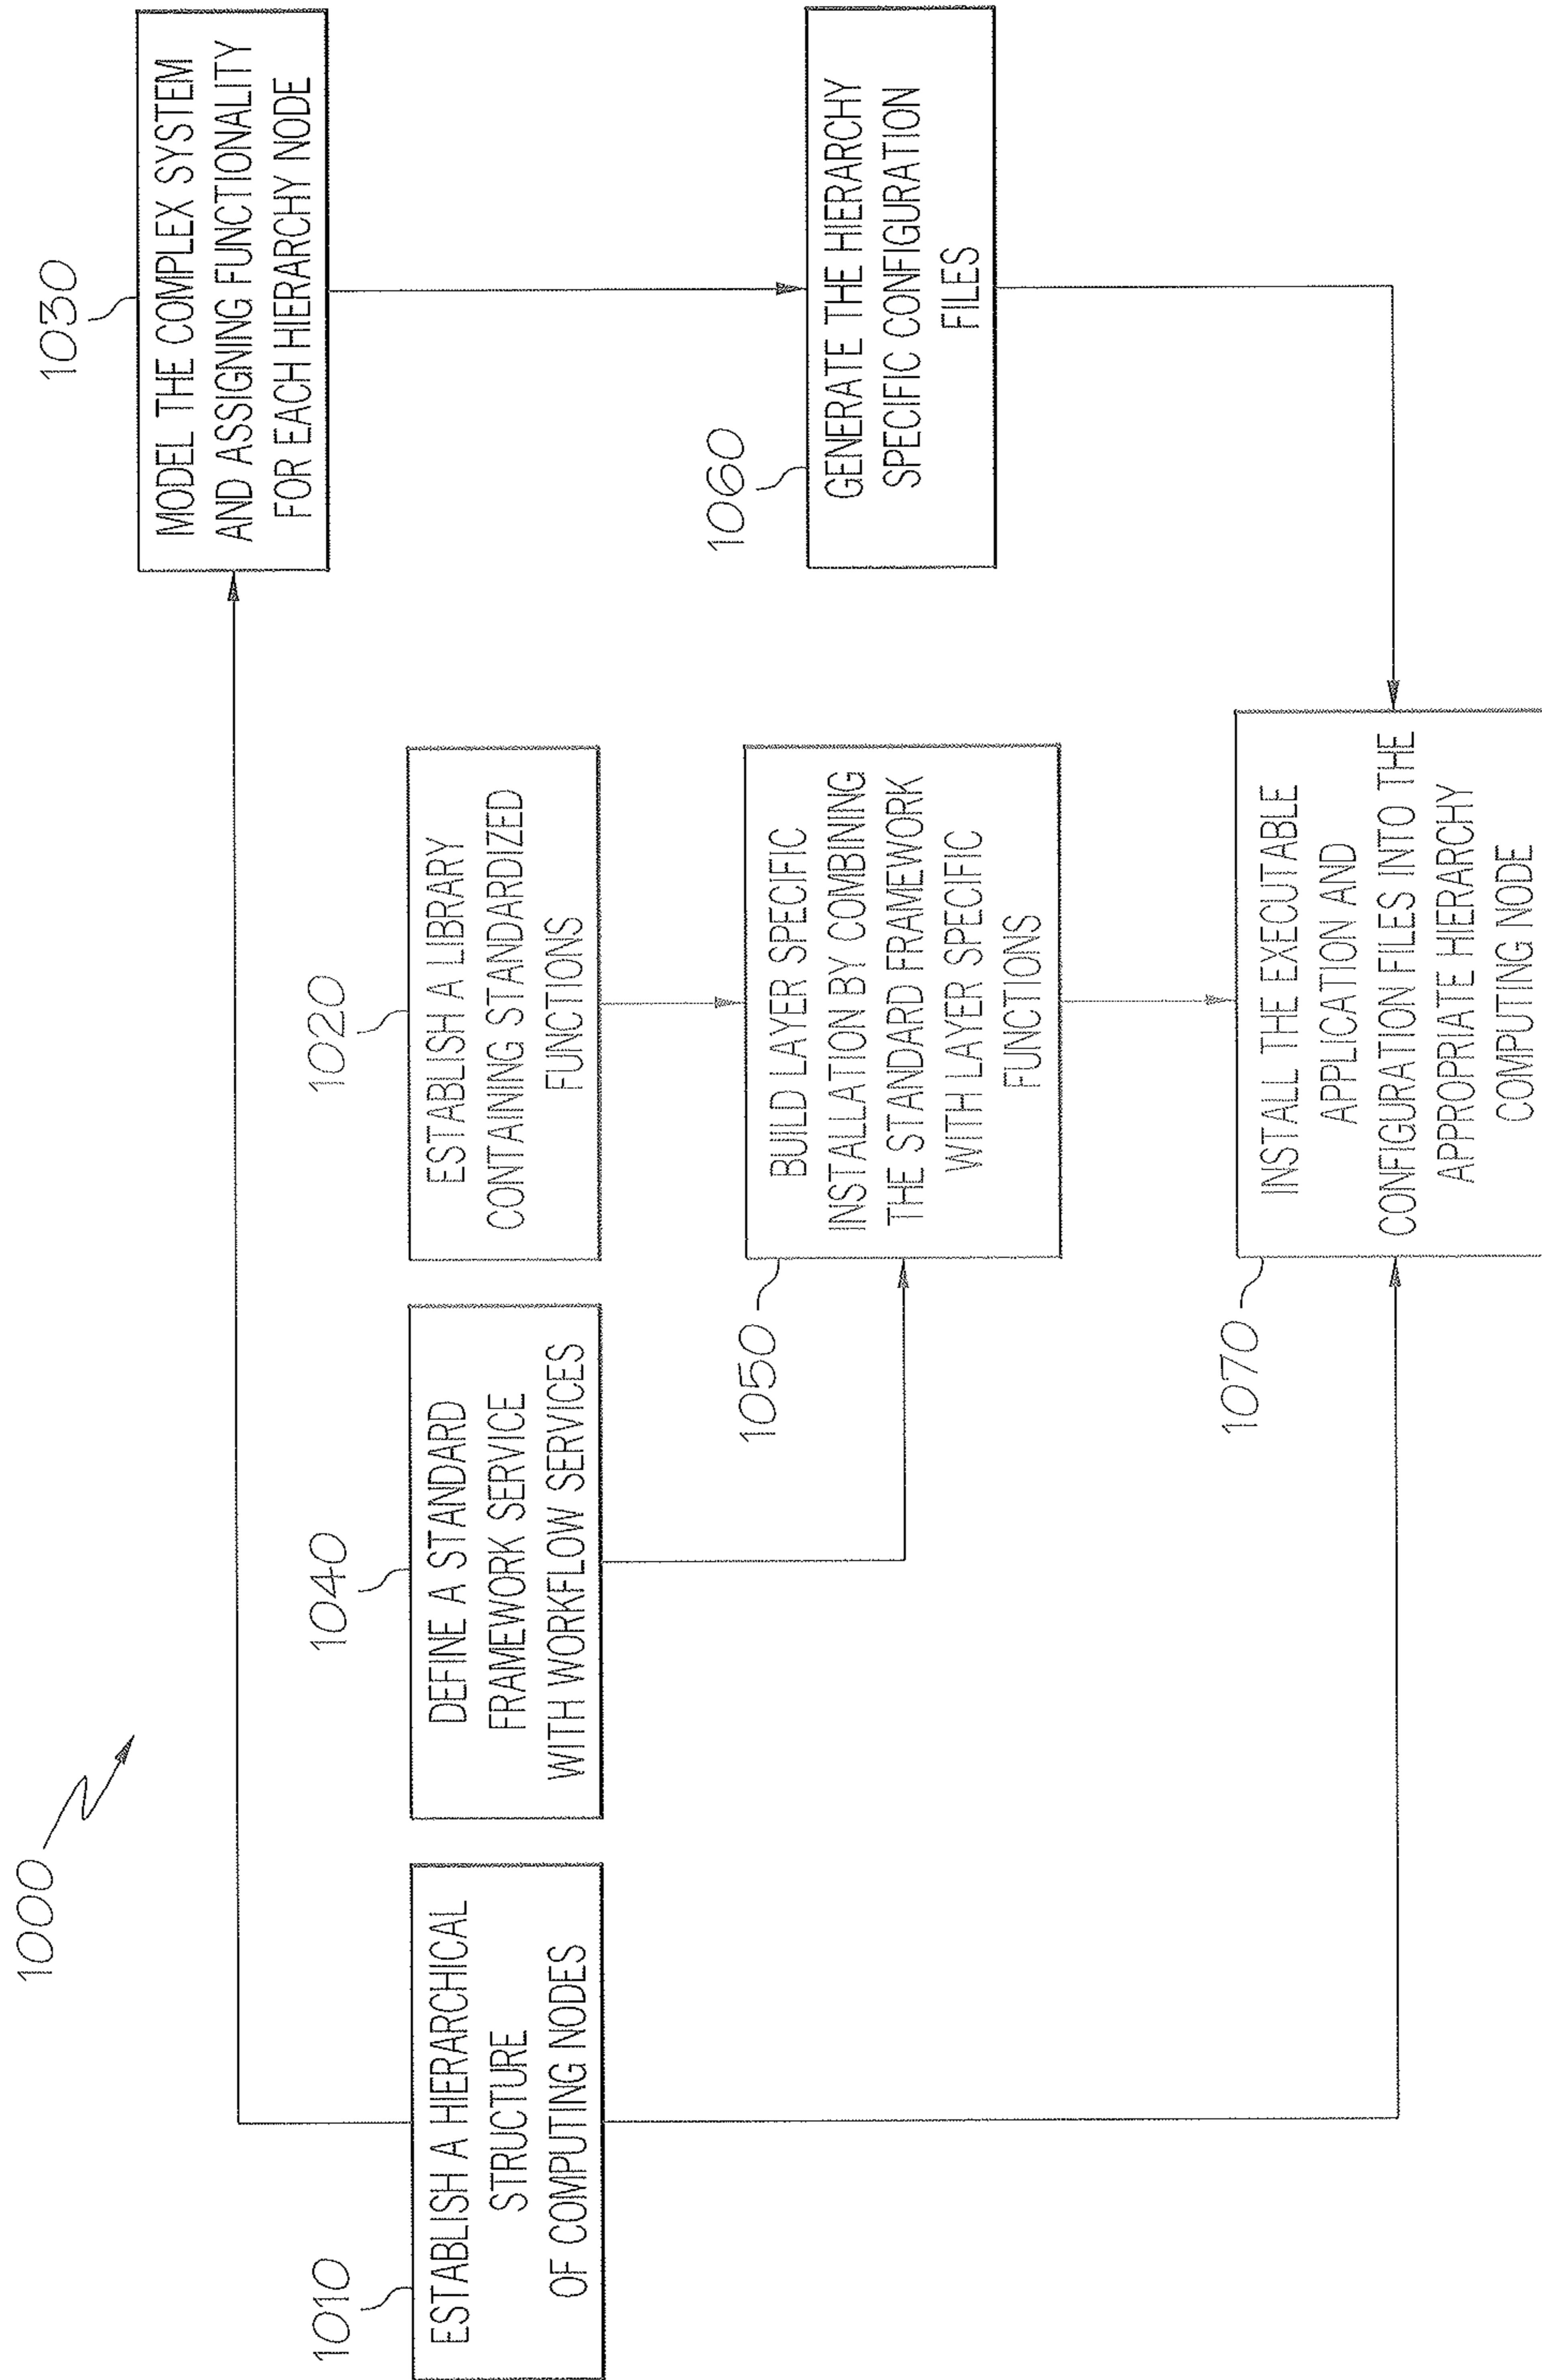 1000
1030
MODEL THE COMPLEX SYSTEM
AND ASSIGNING FUNCTIONALITY
FOR EACH HIERARCHY NODE
1010
ESTABLISH A HIERARCHICAL
STRUCTURE
OF COMPUTING NODES
1040
DEFINE A STANDARD
FRAMEWORK SERVICE
WITH WORKFLOW SERVICES
1020
ESTABLISH A LIBRARY
CONTAINING STANDARDIZED
FUNCTIONS
1050
BUILD LAYER SPECIFIC
INSTALLATION BY COMBINING
THE STANDARD FRAMEWORK
WITH LAYER SPECIFIC
FUNCTIONS
1060
GENERATE THE HIERARCHY
SPECIFIC CONFIGURATION
FILES
1070
INSTALL THE EXECUTABLE
APPLICATION AND
CONFIGURATION FILES INTO THE
APPROPRIATE HIERARCHY
COMPUTING NODE